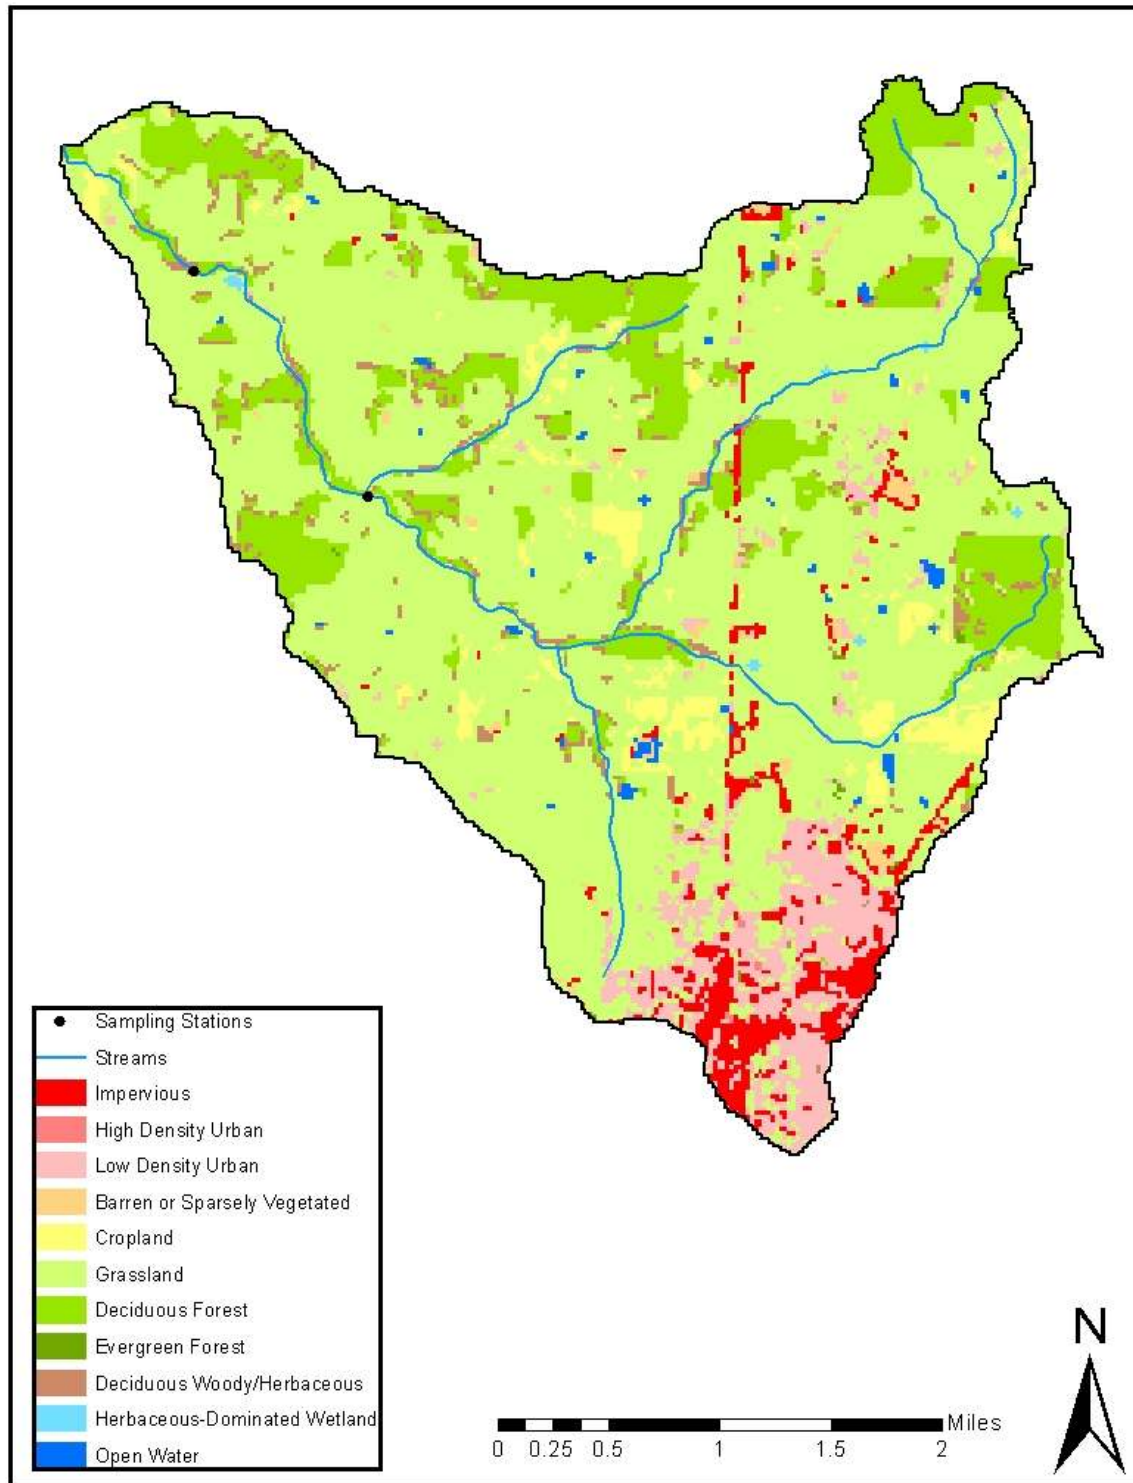 Sampling Stations
Streams
Impervious
High Density Urban
Low Density Urban
Barren or Sparsely Vegetated
Cropland
Grassland
Deciduous Forest
Evergreen Forest
Deciduous Woody/Herbaceous
Herbaceous-Dominated Wetland
Open Water
N
Miles
0 0.25 0.5 1 1.5 2